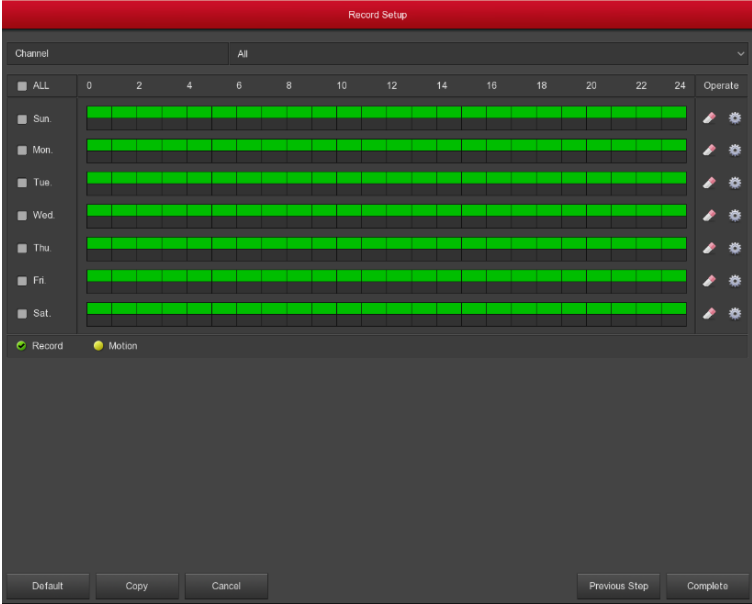 Record Setup
Channel All
ALL 0 2 4 6 8 10 12 14 16 18 20 22 24 Operate
Sun.
Mon.
Tue.
Wed.
Thu.
Fri.
Sat.
Record Motion
Default Copy Cancel Previous Step Complete